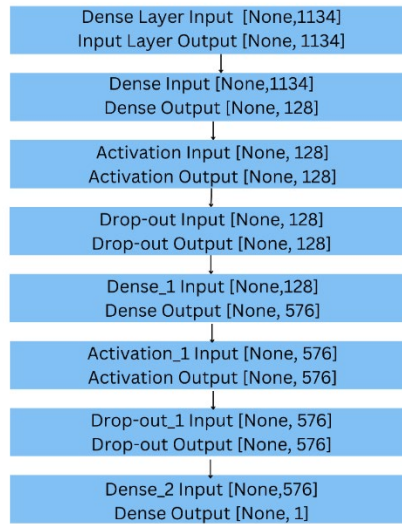 Dense Layer Input [None,1134]
Input Layer Output [None, 1134]
Dense Input [None,1134]
Dense Output [None, 128]
Activation Input [None, 128]
Activation Output [None, 128]
Drop-out Input [None, 128]
Drop-out Output [None, 128]
Dense_1 Input [None,128]
Dense Output [None, 576]
Activation_1 Input [None, 576]
Activation Output [None, 576]
Drop-out_1 Input [None, 576]
Drop-out Output [None, 576]
Dense_2 Input [None,576]
Dense Output [None, 1]